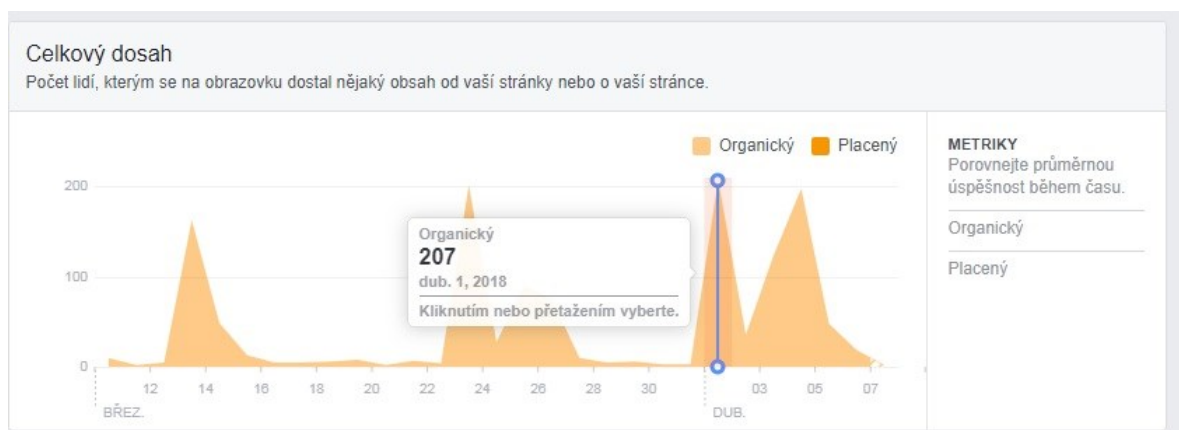 Celkový dosah
Počet lidí, kterým se na obrazovku dostal nějaký obsah od vaší stránky nebo o vaší stránce.
Organický Placený
200
100
0
Organický
207
dub. 1, 2018
Kliknutím nebo přetažením vyberte.
12 14 16 18 20 22 24 26 28 30 03 05 07
BŘEZ. DUB.
METRIKY
Porovnejte průměrnou
úspěšnost během času.
Organický
Placený